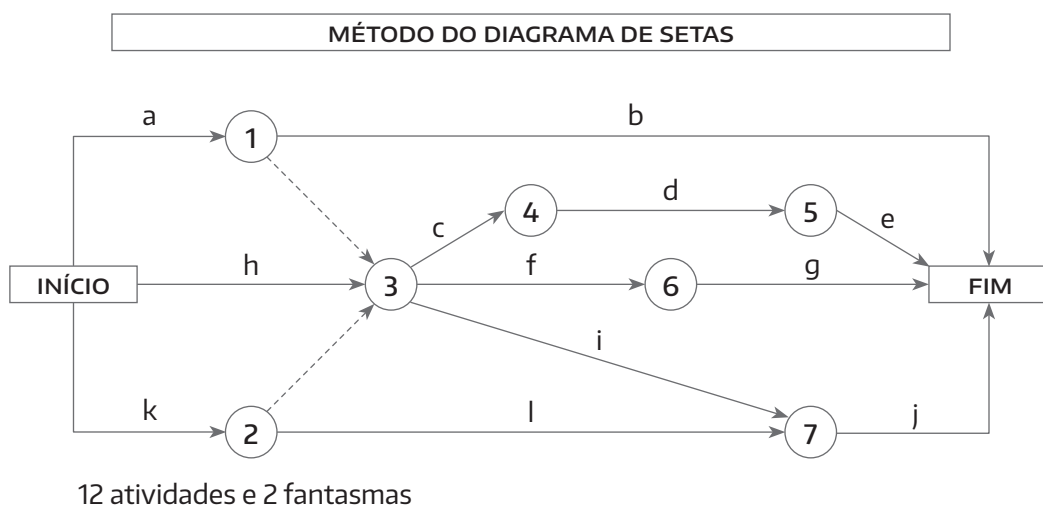 MÉTODO DO DIAGRAMA DE SETAS
a
1
b
4
d
5
c
e
INÍCIO
h
3
f
6
g
FIM
i
k
2
l
7
j
12 atividades e 2 fantasmas